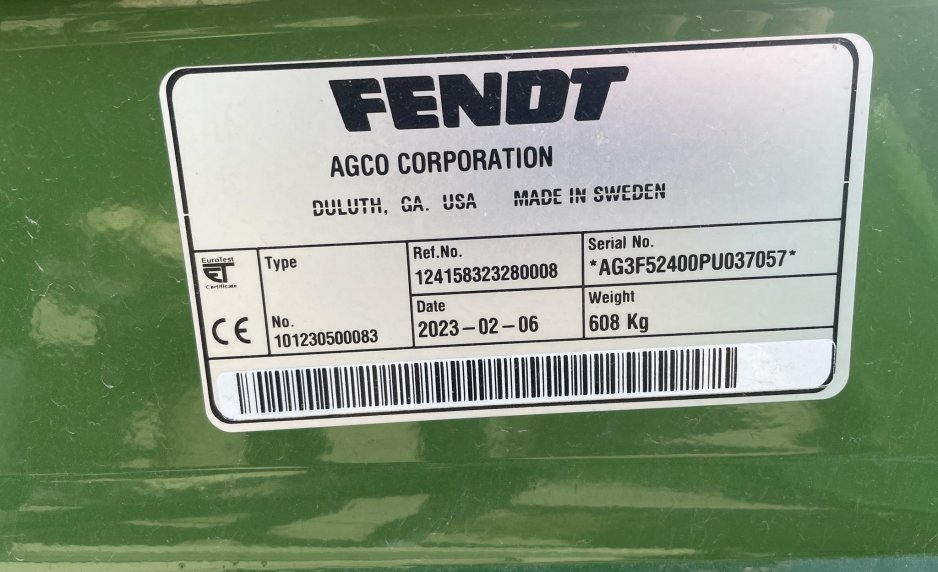 FENDT
AGCO CORPORATION
DULUTH, GA. USA MADE IN SWEDEN
EuroTest
ET
Certificate
CE
Type
No.
101230500083
Ref.No.
124158323280008
Date
2023-02-06
Serial No.
*AG3F52400PU037057*
Weight
608 Kg